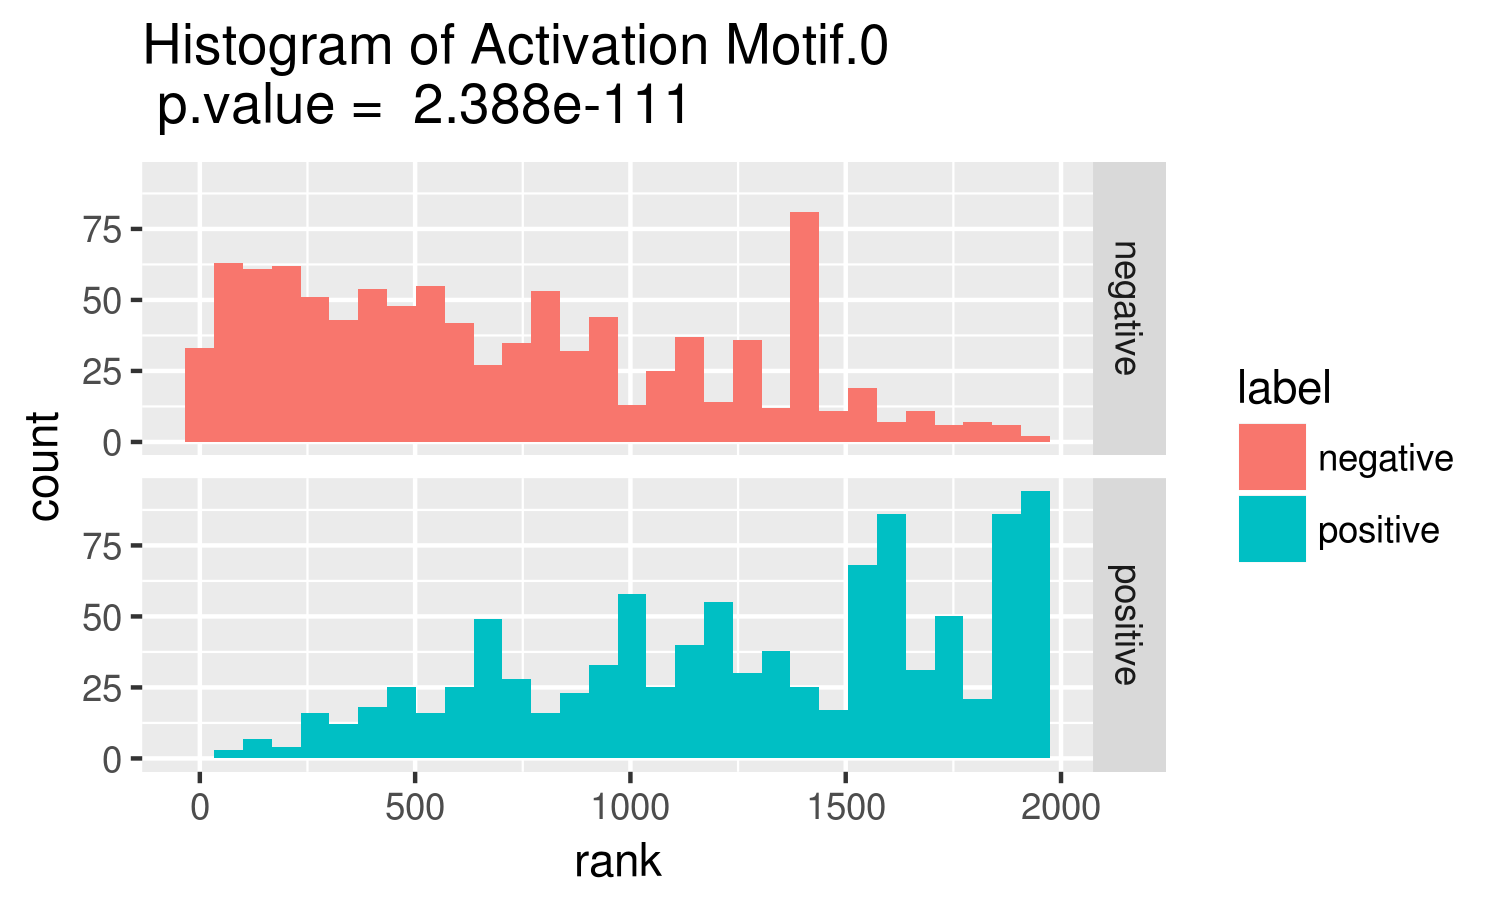 Histogram of Activation Motif.0
p.value =  2.388e-111
75
50
25
0
negative
75
50
25
0
positive
count
0 500 1000 1500 2000
rank
label
negative
positive